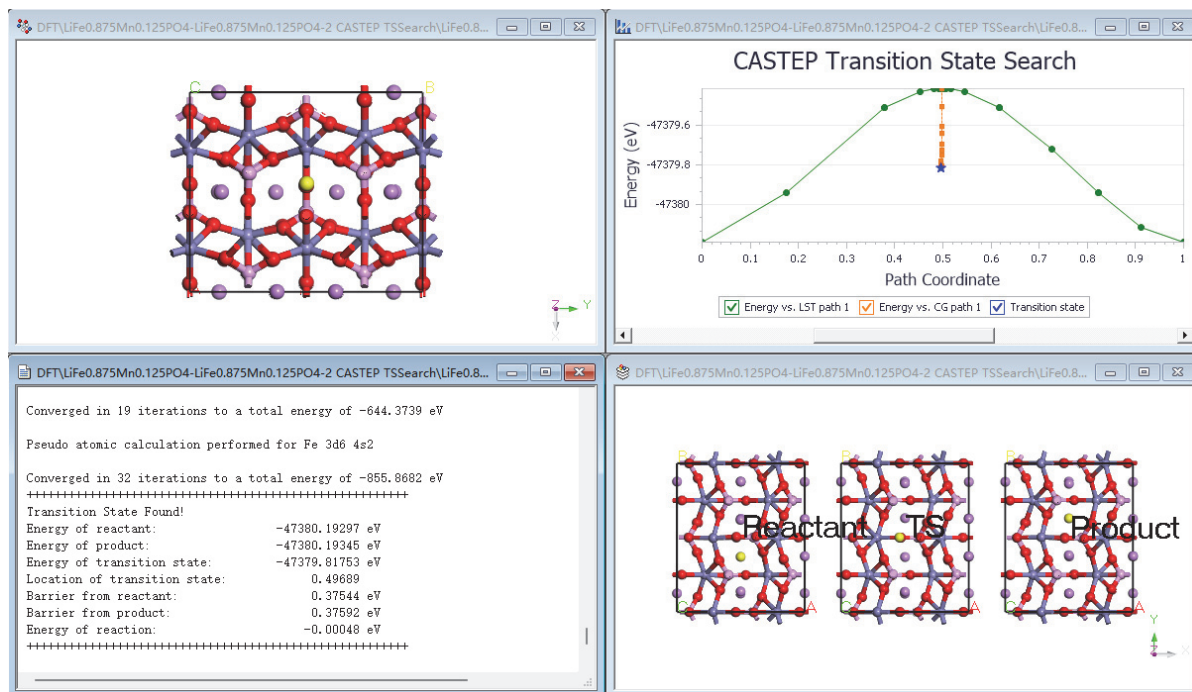 DFT\LiFe0.875Mn0.125PO4-LiFe0.875Mn0.125PO4-2 CASTEP TSSearch\LiFe0.8...
C
B
A
Z
Y
X
DFT\LiFe0.875Mn0.125PO4-LiFe0.875Mn0.125PO4-2 CASTEP TSSearch\LiFe0.8...
CASTEP Transition State Search
Energy (eV)
-47379.6
-47379.8
-47380
0 0.1 0.2 0.3 0.4 0.5 0.6 0.7 0.8 0.9 1
Path Coordinate
Energy vs. LST path 1 Energy vs. CG path 1 Transition state
DFT\LiFe0.875Mn0.125PO4-LiFe0.875Mn0.125PO4-2 CASTEP TSSearch\LiFe0.8...
Converged in 19 iterations to a total energy of -644.3739 eV
Pseudo atomic calculation performed for Fe 3d6 4s2
Converged in 32 iterations to a total energy of -855.8682 eV
++++++++++++++++++++++++++++++++++++++++++++++++++++++++++
Transition State Found!
Energy of reactant: -47380.19297 eV
Energy of product: -47380.19345 eV
Energy of transition state: -47379.81753 eV
Location of transition state: 0.49689
Barrier from reactant: 0.37544 eV
Barrier from product: 0.37592 eV
Energy of reaction: -0.00048 eV
++++++++++++++++++++++++++++++++++++++++++++++++++++++++++
DFT\LiFe0.875Mn0.125PO4-LiFe0.875Mn0.125PO4-2 CASTEP TSSearch\LiFe0.8...
B B B
Reactant TS Product
C A C A C A
Y
Z X